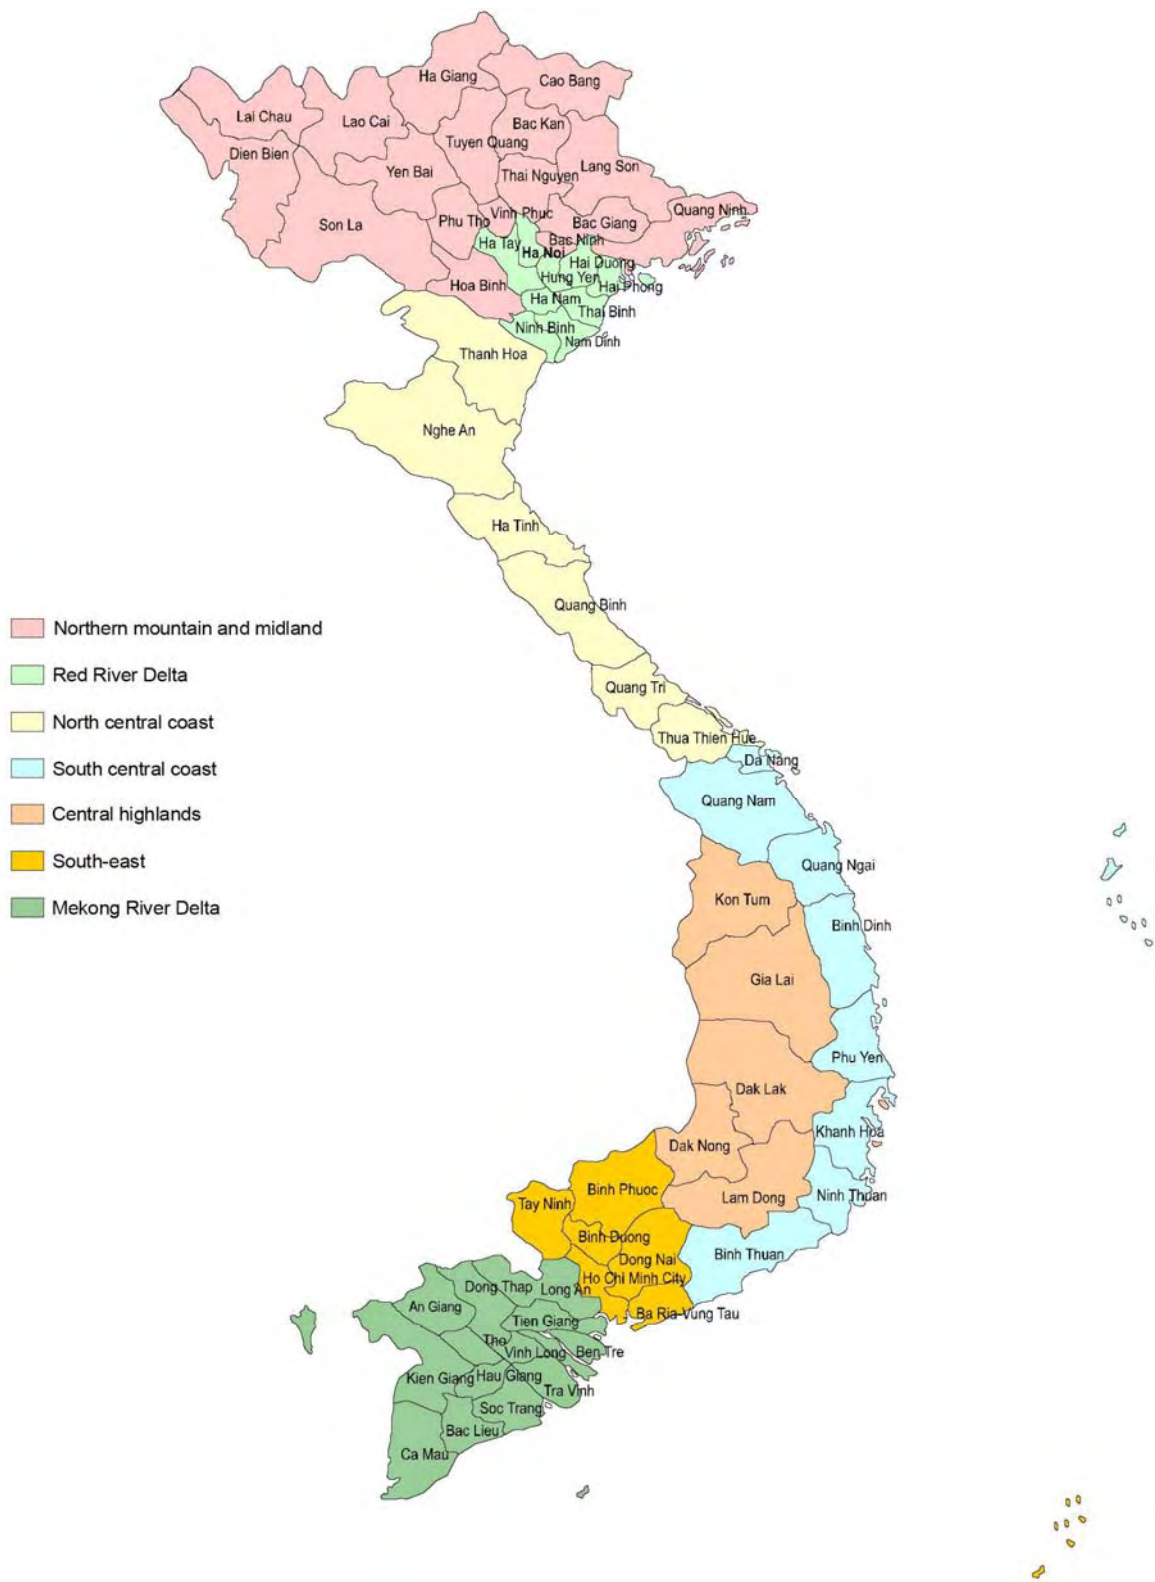 Ha Giang
Cao Bang
Lai Chau
Lao Cai
Bac Kan
Tuyen Quang
Dien Bien
Lang Son
Yen Bai
Thai Nguyen
Quang Ninh
Vinh Phuc
Phu Tho
Bac Giang
Son La
Ha Tay
Bac Ninh
Ha Noi
Hai Duong
Hung Yen
Hoa Binh
Hai Phong
Ha Nam
Thai Binh
Ninh Binh
Nam Dinh
Thanh Hoa
Nghe An
Ha Tinh
Quang Binh
Northern mountain and midland
Red River Delta
North central coast
South central coast
Central highlands
South-east
Mekong River Delta
Quang Tri
Thua Thien Hue
Da Nang
Quang Nam
Quang Ngai
Kon Tum
Binh Dinh
Gia Lai
Phu Yen
Dak Lak
Khanh Hoa
Dak Nong
Binh Phuoc
Lam Dong
Ninh Thuan
Tay Ninh
Binh Duong
Binh Thuan
Dong Nai
Ho Chi Minh City
Dong Thap
Long An
An Giang
Ba Ria-Vung Tau
Tien Giang
Tho
Vinh Long
Ben Tre
Kien Giang
Hau Giang
Tra Vinh
Soc Trang
Bac Lieu
Ca Mau